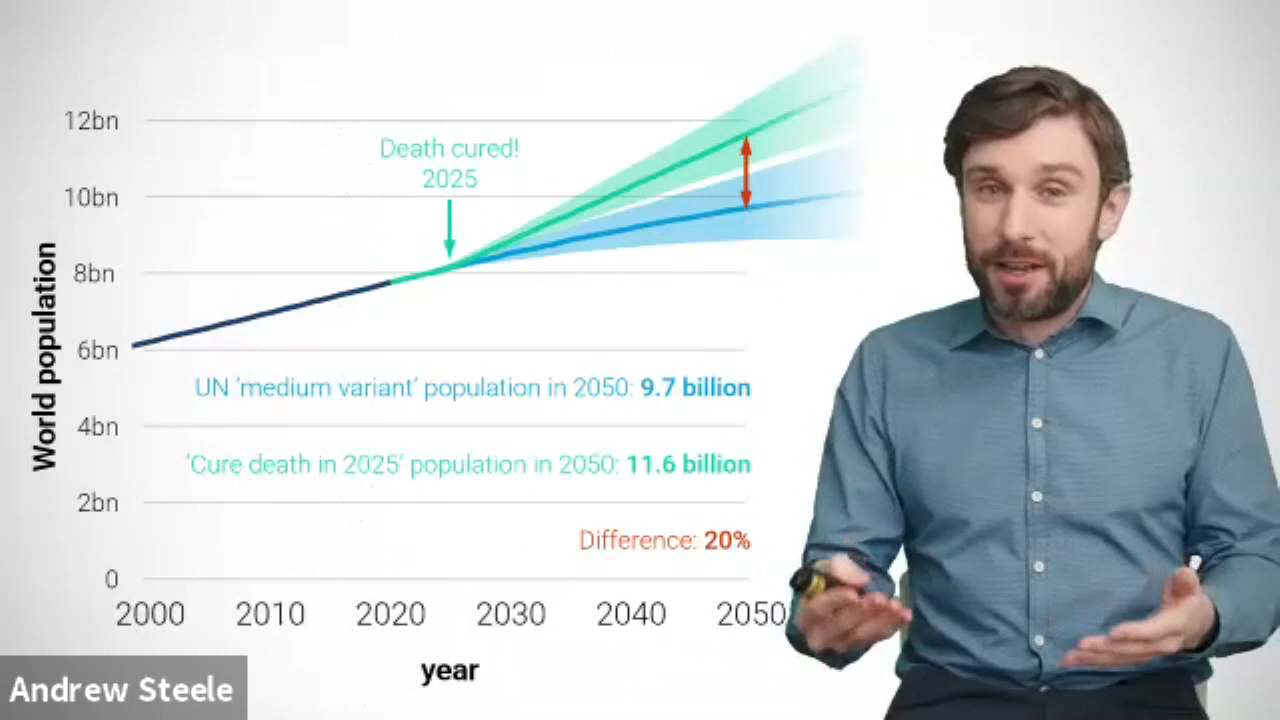 12bn
Death cured!
2025
10bn
World population
8bn
6bn
UN 'medium variant' population in 2050: 9.7 billion
4bn
'Cure death in 2025' population in 2050: 11.6 billion
2bn
Difference: 20%
0
2000 2010 2020 2030 2040 2050
year
Andrew Steele